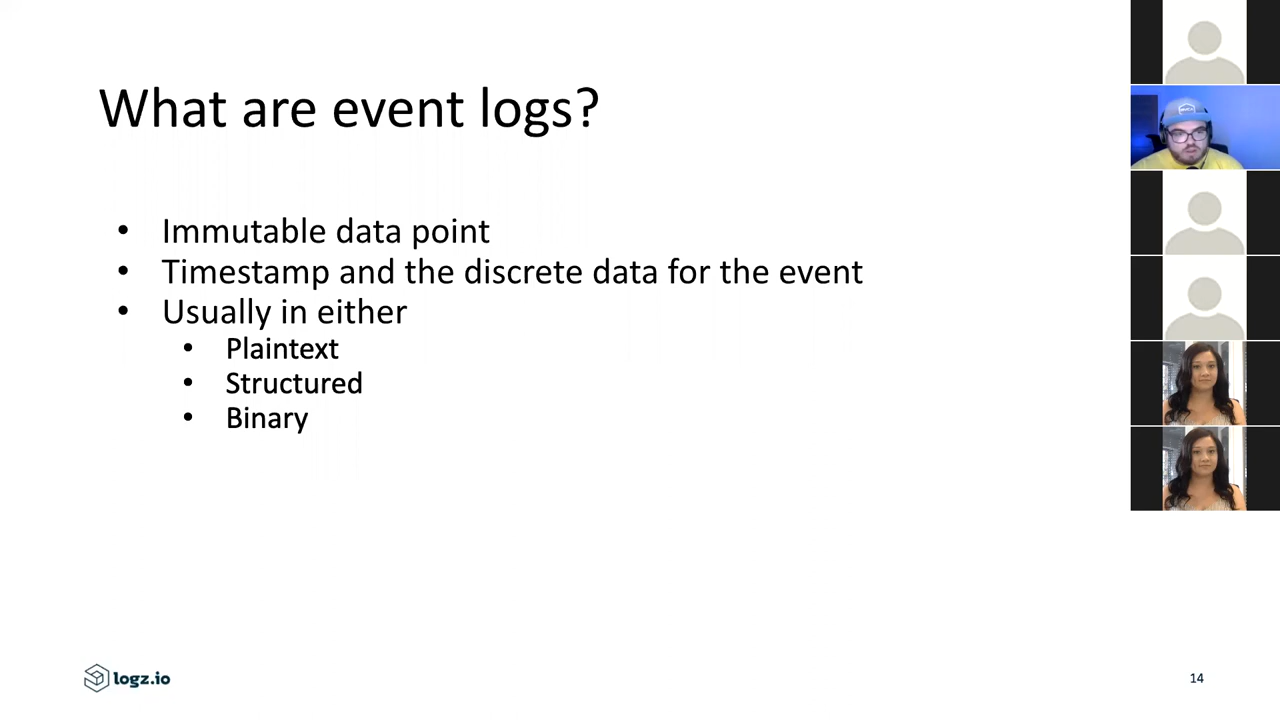 What are event logs?
• Immutable data point
• Timestamp and the discrete data for the event
• Usually in either
• Plaintext
• Structured
• Binary
logz.io
14